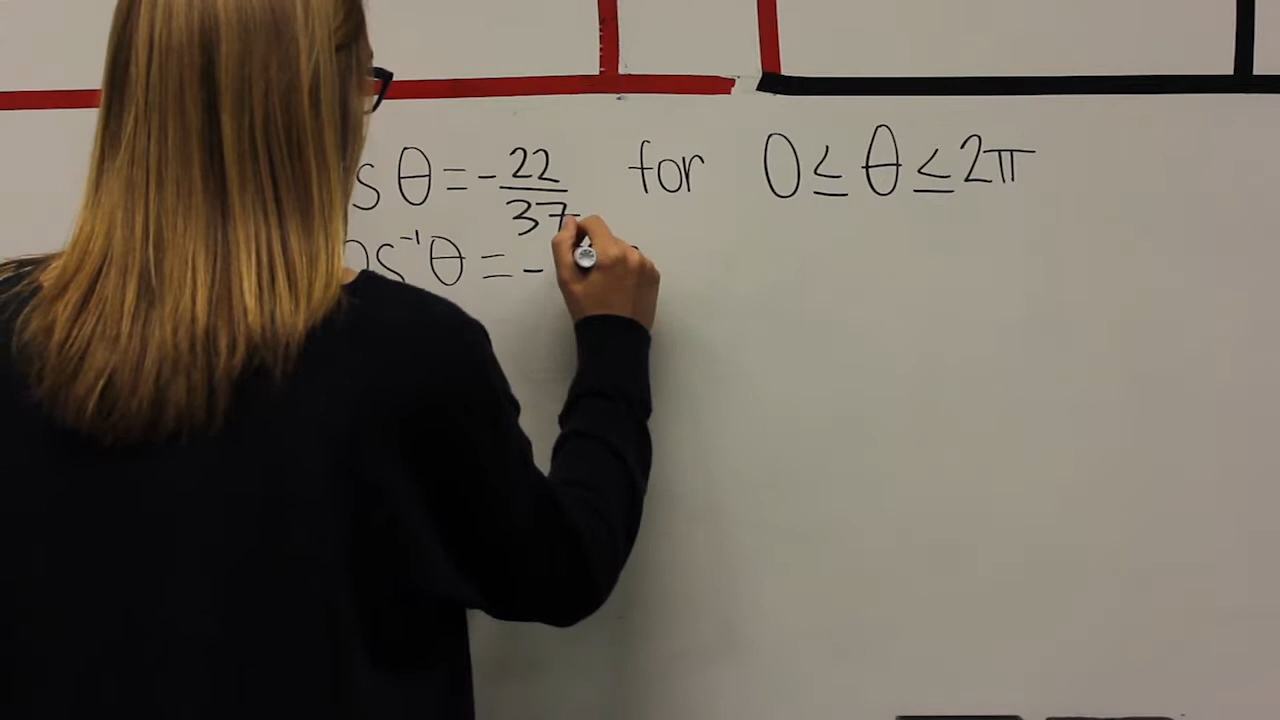 s θ = -22/37 for 0 ≤ θ ≤ 2π
os⁻¹ θ = -